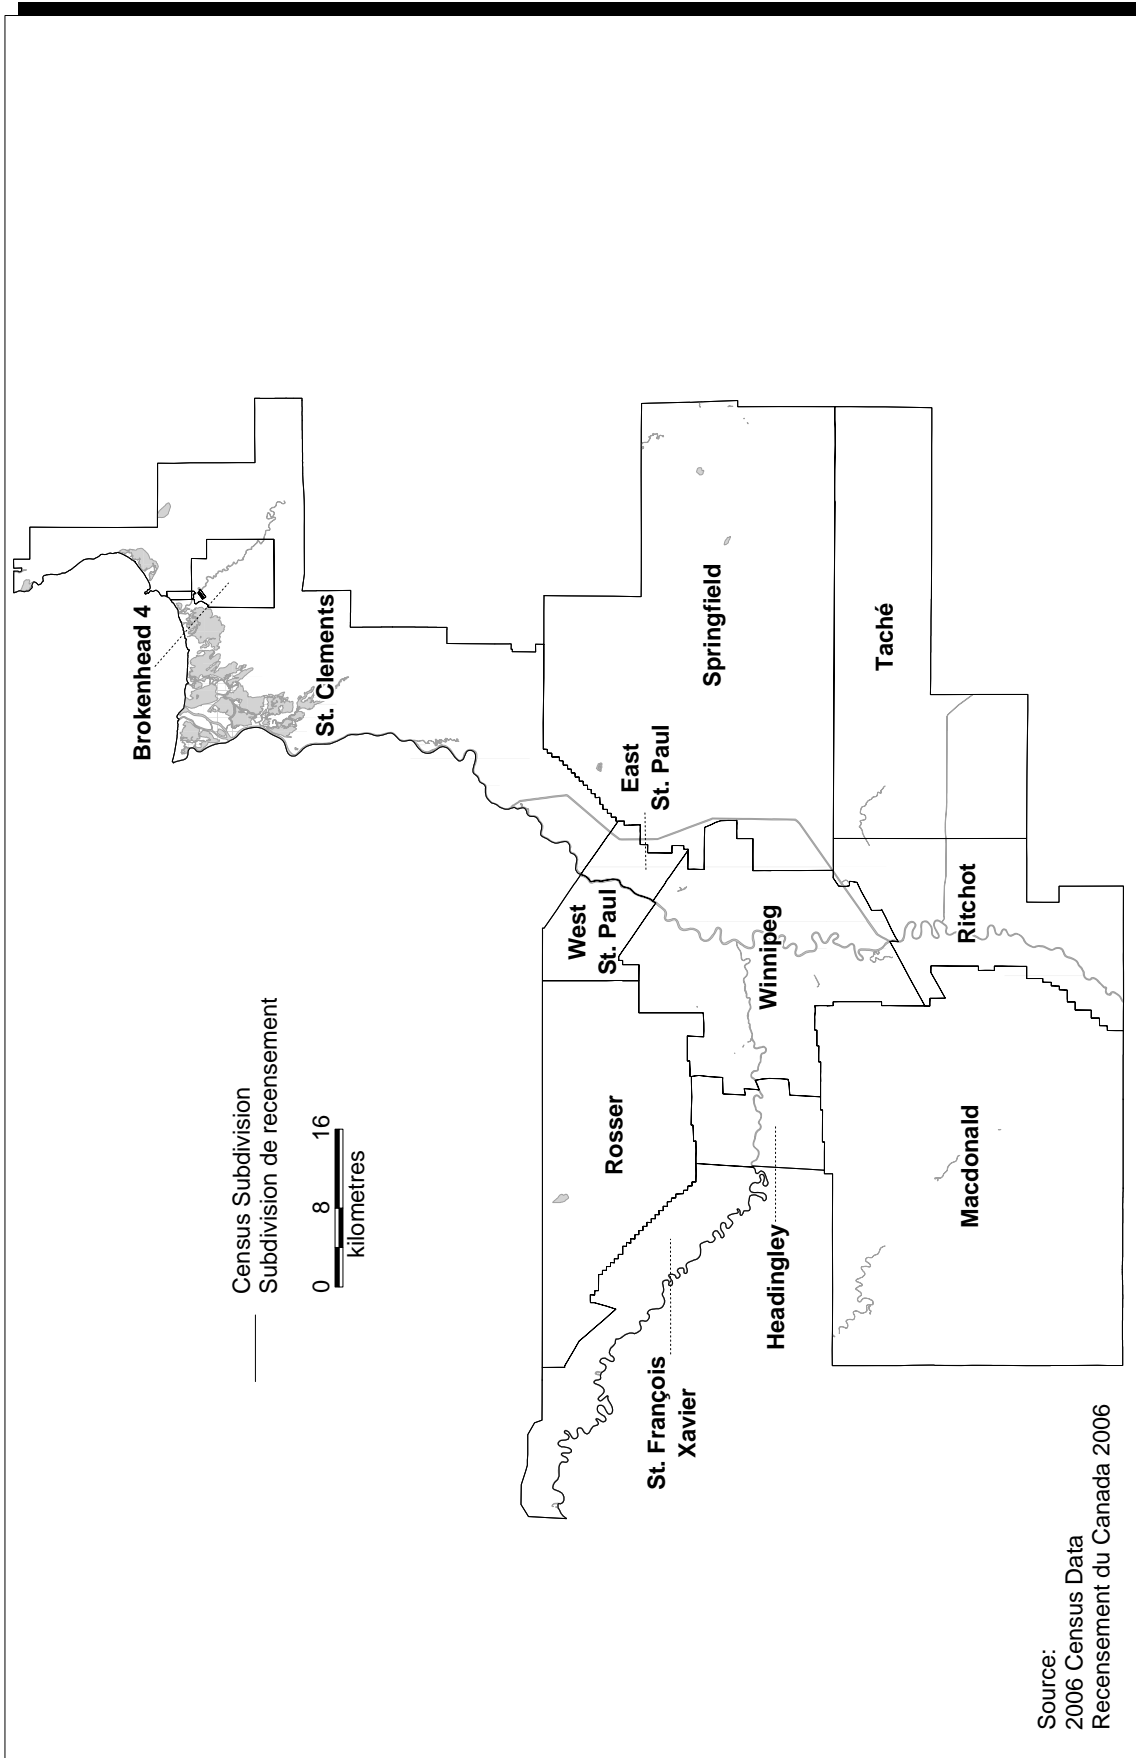 Census Subdivision
Subdivision de recensement
0 8 16
kilometres
Brokenhead 4
St. Clements
East
St. Paul
West
St. Paul
Springfield
Rosser
Winnipeg
Taché
St. François
Xavier
Headingley
Ritchot
Macdonald
Source:
2006 Census Data
Recensement du Canada 2006